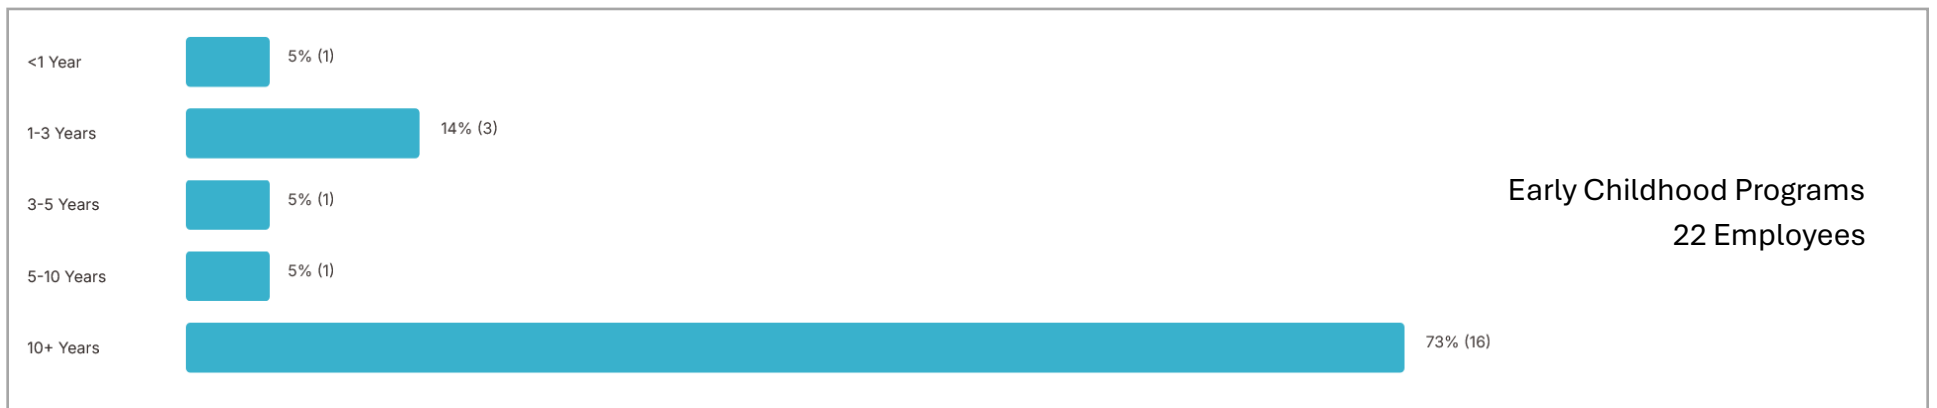 <1 Year 5% (1)
1-3 Years 14% (3)
3-5 Years 5% (1)
5-10 Years 5% (1)
10+ Years 73% (16)
Early Childhood Programs
22 Employees